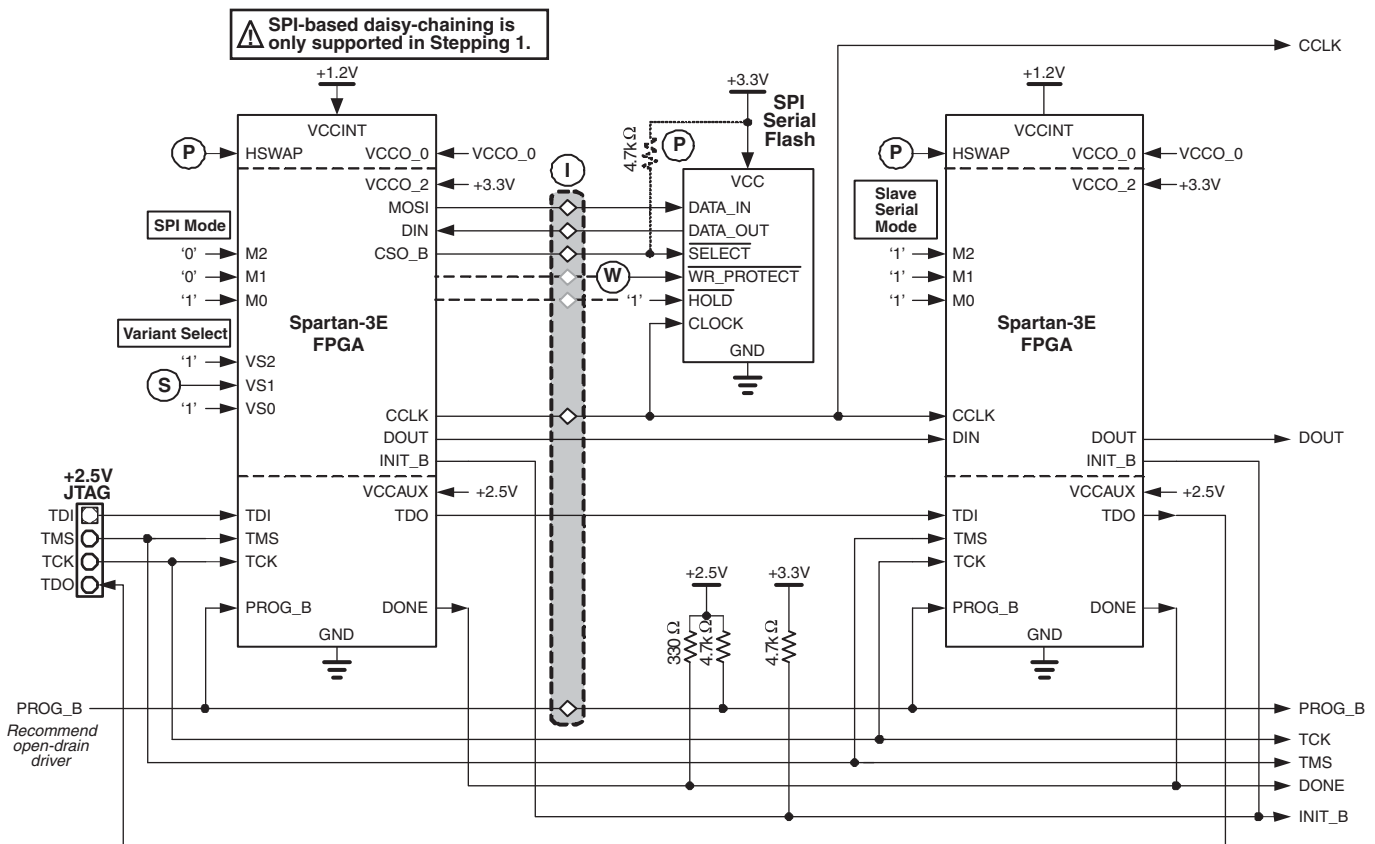 SPI-based daisy-chaining is
only supported in Stepping 1.
CCLK
+1.2V
+3.3V
+1.2V
SPI
Serial
Flash
4.7kΩ
P
VCCINT
P
HSWAP
VCCO_0
VCCO_0
VCCO_2
+3.3V
MOSI
DIN
CSO_B
SPI Mode
'0'
M2
'0'
M1
'1'
M0
Spartan-3E
FPGA
Variant Select
'1'
VS2
S
VS1
'1'
VS0
CCLK
DOUT
INIT_B
VCCAUX
+2.5V
TDO
TDI
TMS
TCK
PROG_B
DONE
GND
I
W
'1'
VCC
DATA_IN
DATA_OUT
SELECT
WR_PROTECT
HOLD
CLOCK
GND
P
HSWAP
VCCINT
VCCO_0
VCCO_0
VCCO_2
+3.3V
Slave
Serial
Mode
'1'
M2
'1'
M1
'1'
M0
Spartan-3E
FPGA
CCLK
DIN
DOUT
DOUT
INIT_B
VCCAUX
+2.5V
TDI
TDO
TMS
TCK
PROG_B
DONE
GND
+2.5V
JTAG
TDI
TMS
TCK
TDO
+2.5V
+3.3V
330 Ω
4.7kΩ
4.7kΩ
PROG_B
Recommend
open-drain
driver
PROG_B
TCK
TMS
DONE
INIT_B